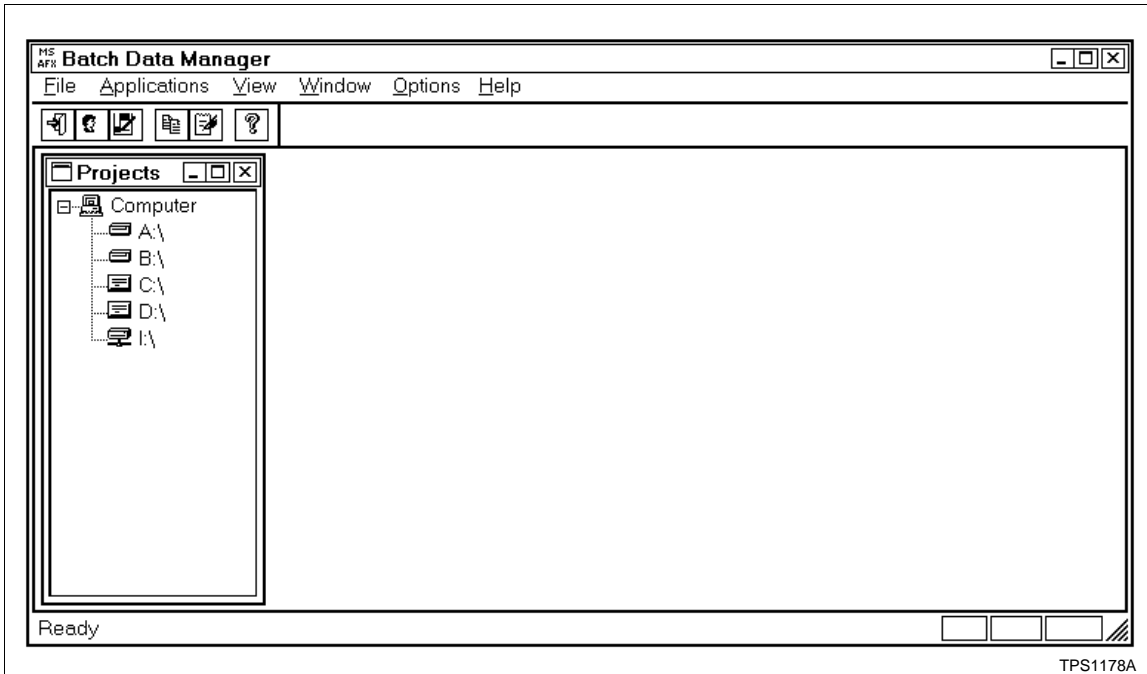 MS AFX Batch Data Manager
File Applications View Window Options Help
Projects
Computer
A:\
B:\
C:\
D:\
I:\
Ready
TPS1178A